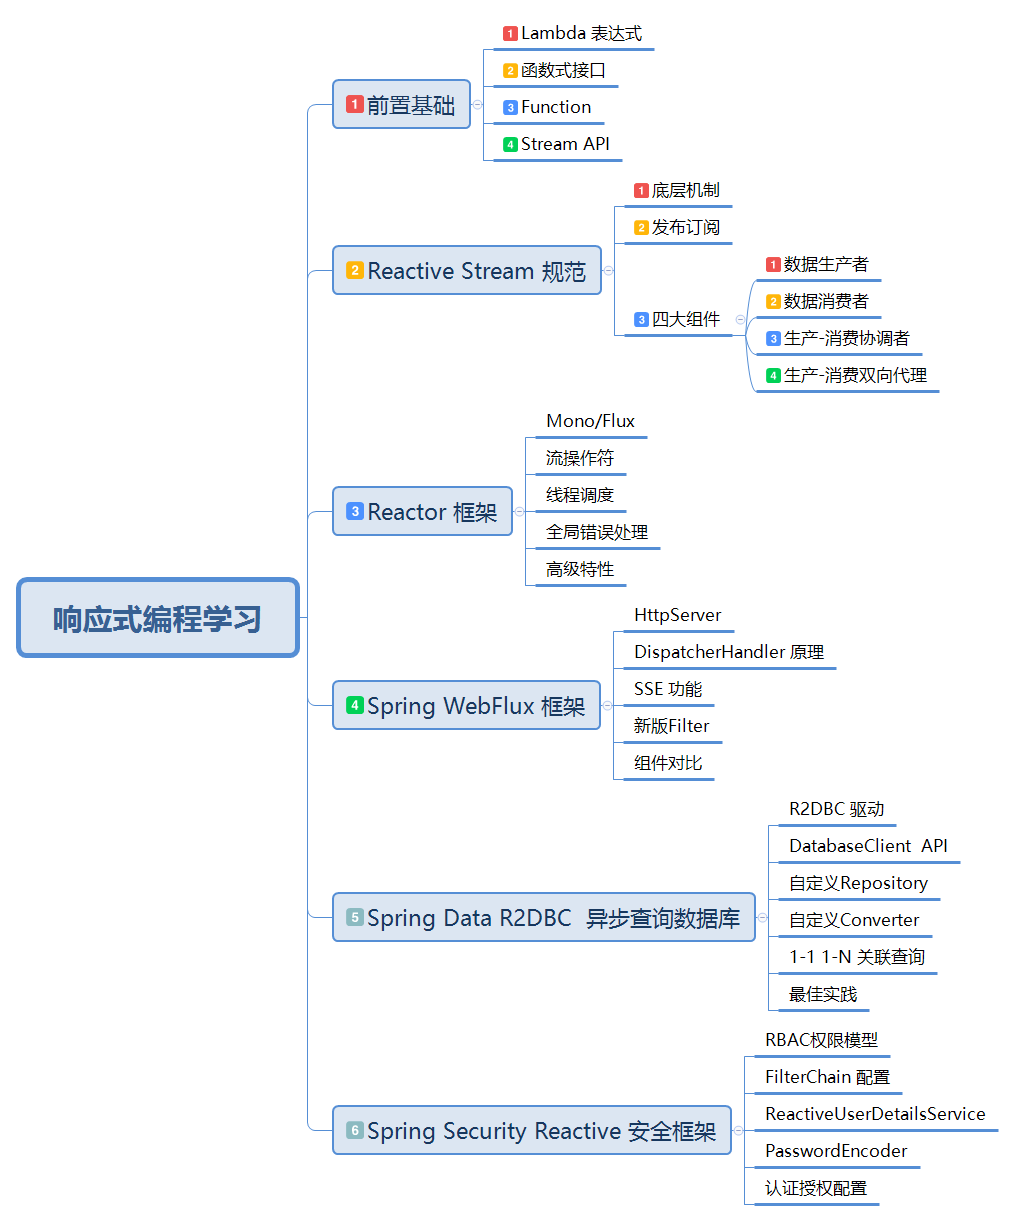 响应式编程学习
1 前置基础
1 Lambda 表达式
2 函数式接口
3 Function
4 Stream API
2 Reactive Stream 规范
1 底层机制
2 发布订阅
3 四大组件
1 数据生产者
2 数据消费者
3 生产-消费协调者
4 生产-消费双向代理
3 Reactor 框架
Mono/Flux
流操作符
线程调度
全局错误处理
高级特性
4 Spring WebFlux 框架
HttpServer
DispatcherHandler 原理
SSE 功能
新版Filter
组件对比
5 Spring Data R2DBC  异步查询数据库
R2DBC 驱动
DatabaseClient  API
自定义Repository
自定义Converter
1-1 1-N 关联查询
最佳实践
6 Spring Security Reactive 安全框架
RBAC权限模型
FilterChain 配置
ReactiveUserDetailsService
PasswordEncoder
认证授权配置